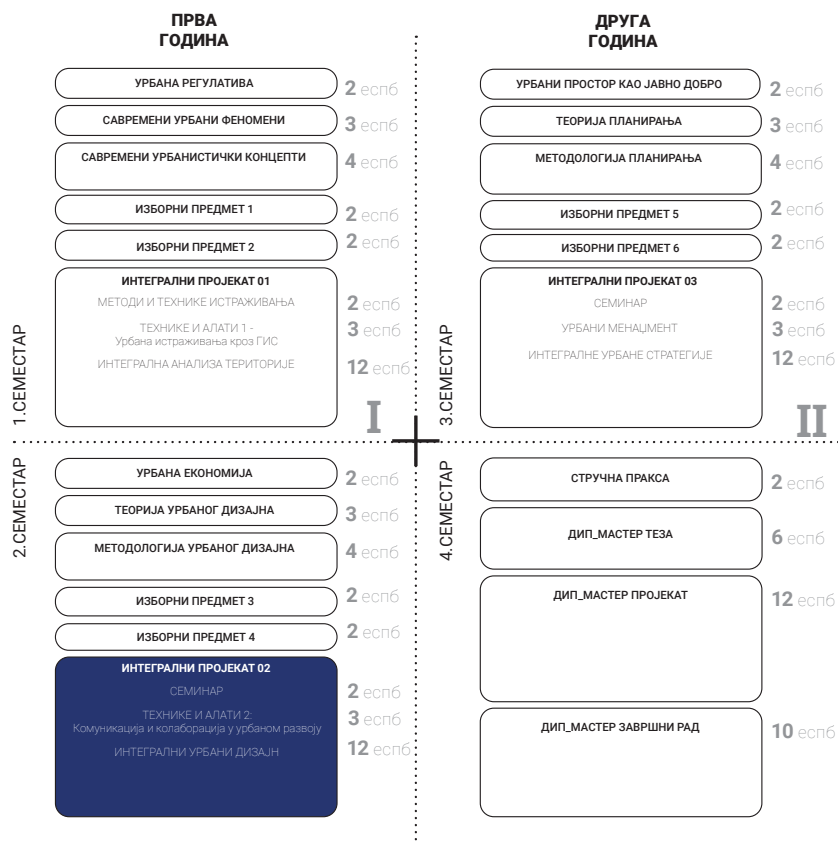 ПРВА
ГОДИНА
1.СЕМЕСТАР
УРБАНА РЕГУЛАТИВА 2 еспб
САВРЕМЕНИ УРБАНИ ФЕНОМЕНИ 3 еспб
САВРЕМЕНИ УРБАНИСТИЧКИ КОНЦЕПТИ 4 еспб
ИЗБОРНИ ПРЕДМЕТ 1 2 еспб
ИЗБОРНИ ПРЕДМЕТ 2 2 еспб
ИНТЕГРАЛНИ ПРОЈЕКАТ 01
МЕТОДИ И ТЕХНИКЕ ИСТРАЖИВАЊА 2 еспб
ТЕХНИКЕ И АЛАТИ 1 - 3 еспб
Урбана истраживања кроз ГИС
ИНТЕГРАЛНА АНАЛИЗА ТЕРИТОРИЈЕ 12 еспб
I
2.СЕМЕСТАР
УРБАНА ЕКОНОМИЈА 2 еспб
ТЕОРИЈА УРБАНОГ ДИЗАЈНА 3 еспб
МЕТОДОЛОГИЈА УРБАНОГ ДИЗАЈНА 4 еспб
ИЗБОРНИ ПРЕДМЕТ 3 2 еспб
ИЗБОРНИ ПРЕДМЕТ 4 2 еспб
ИНТЕГРАЛНИ ПРОЈЕКАТ 02
СЕМИНАР 2 еспб
ТЕХНИКЕ И АЛАТИ 2: 3 еспб
Комуникација и колаборација у урбаном развоју
ИНТЕГРАЛНИ УРБАНИ ДИЗАЈН 12 еспб
ДРУГА
ГОДИНА
3.СЕМЕСТАР
УРБАНИ ПРОСТОР КАО ЈАВНО ДОБРО 2 еспб
ТЕОРИЈА ПЛАНИРАЊА 3 еспб
МЕТОДОЛОГИЈА ПЛАНИРАЊА 4 еспб
ИЗБОРНИ ПРЕДМЕТ 5 2 еспб
ИЗБОРНИ ПРЕДМЕТ 6 2 еспб
ИНТЕГРАЛНИ ПРОЈЕКАТ 03
СЕМИНАР 2 еспб
УРБАНИ МЕНАЏМЕНТ 3 еспб
ИНТЕГРАЛНЕ УРБАНЕ СТРАТЕГИЈЕ 12 еспб
II
4.СЕМЕСТАР
СТРУЧНА ПРАКСА 2 еспб
ДИП_МАСТЕР ТЕЗА 6 еспб
ДИП_МАСТЕР ПРОЈЕКАТ 12 еспб
ДИП_МАСТЕР ЗАВРШНИ РАД 10 еспб